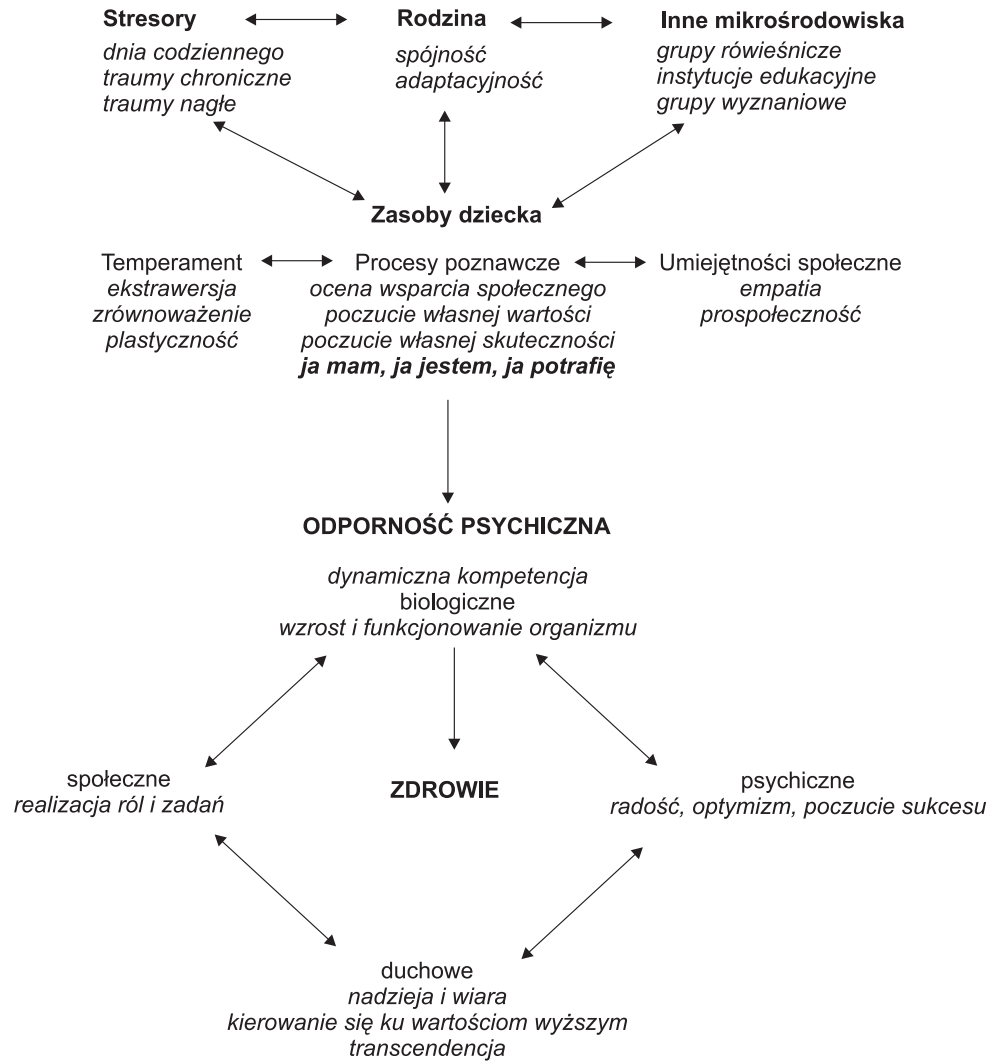 Stresory
dnia codziennego
traumy chroniczne
traumy nagłe
Rodzina
spójność
adaptacyjność
Inne mikrośrodowiska
grupy rówieśnicze
instytucje edukacyjne
grupy wyznaniowe
Zasoby dziecka
Temperament
ekstrawersja
zrównoważenie
plastyczność
Procesy poznawcze
ocena wsparcia społecznego
poczucie własnej wartości
poczucie własnej skuteczności
ja mam, ja jestem, ja potrafię
Umiejętności społeczne
empatia
prospołeczność
ODPORNOŚĆ PSYCHICZNA
dynamiczna kompetencja
biologiczne
wzrost i funkcjonowanie organizmu
społeczne
realizacja ról i zadań
ZDROWIE
psychiczne
radość, optymizm, poczucie sukcesu
duchowe
nadzieja i wiara
kierowanie się ku wartościom wyższym
transcendencja